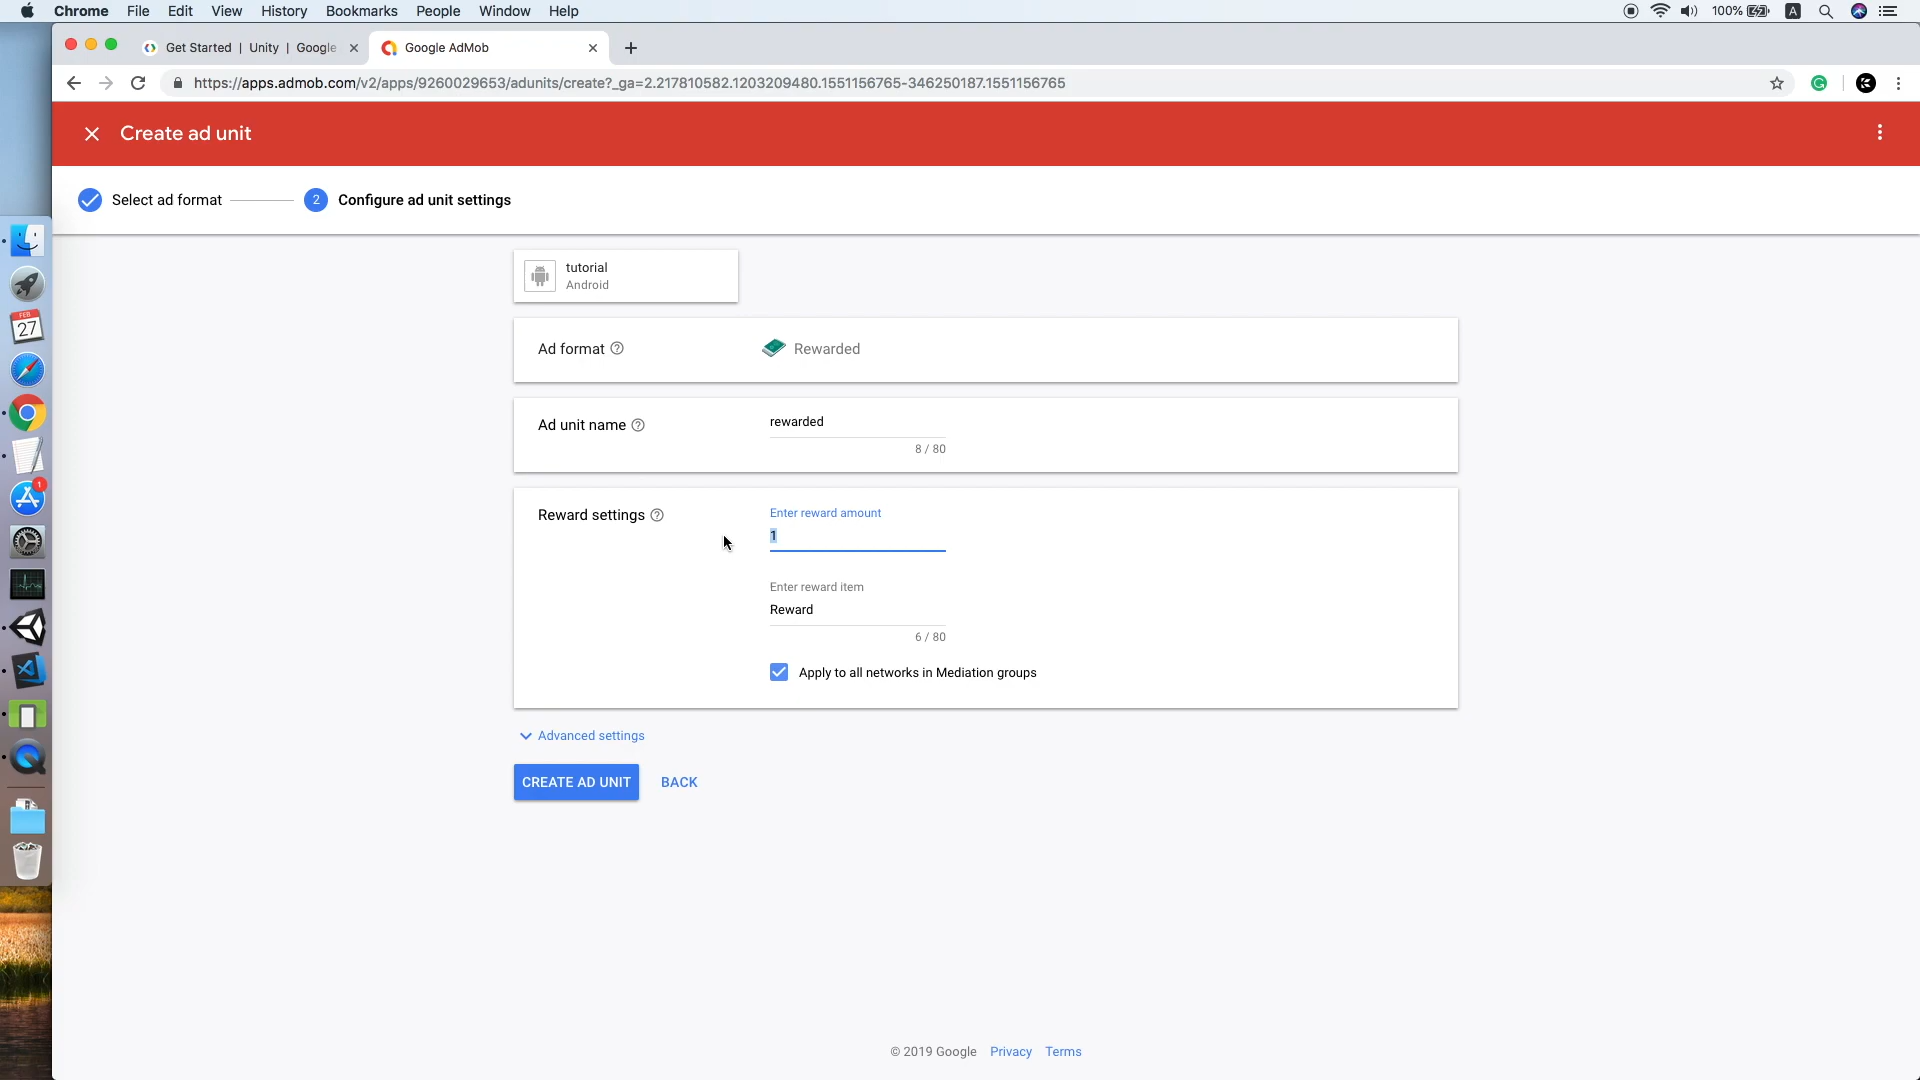 Chrome File Edit View History Bookmarks People Window Help 100% A
Get Started | Unity | Google
Google AdMob
https://apps.admob.com/v2/apps/9260029653/adunits/create?_ga=2.217810582.1203209480.1551156765-346250187.1551156765
Create ad unit
Select ad format
2 Configure ad unit settings
FEB
27
1
tutorial
Android
Ad format
Rewarded
Ad unit name
rewarded
8 / 80
Reward settings
Enter reward amount
1
Enter reward item
Reward
6 / 80
Apply to all networks in Mediation groups
Advanced settings
CREATE AD UNIT BACK
© 2019 Google Privacy Terms